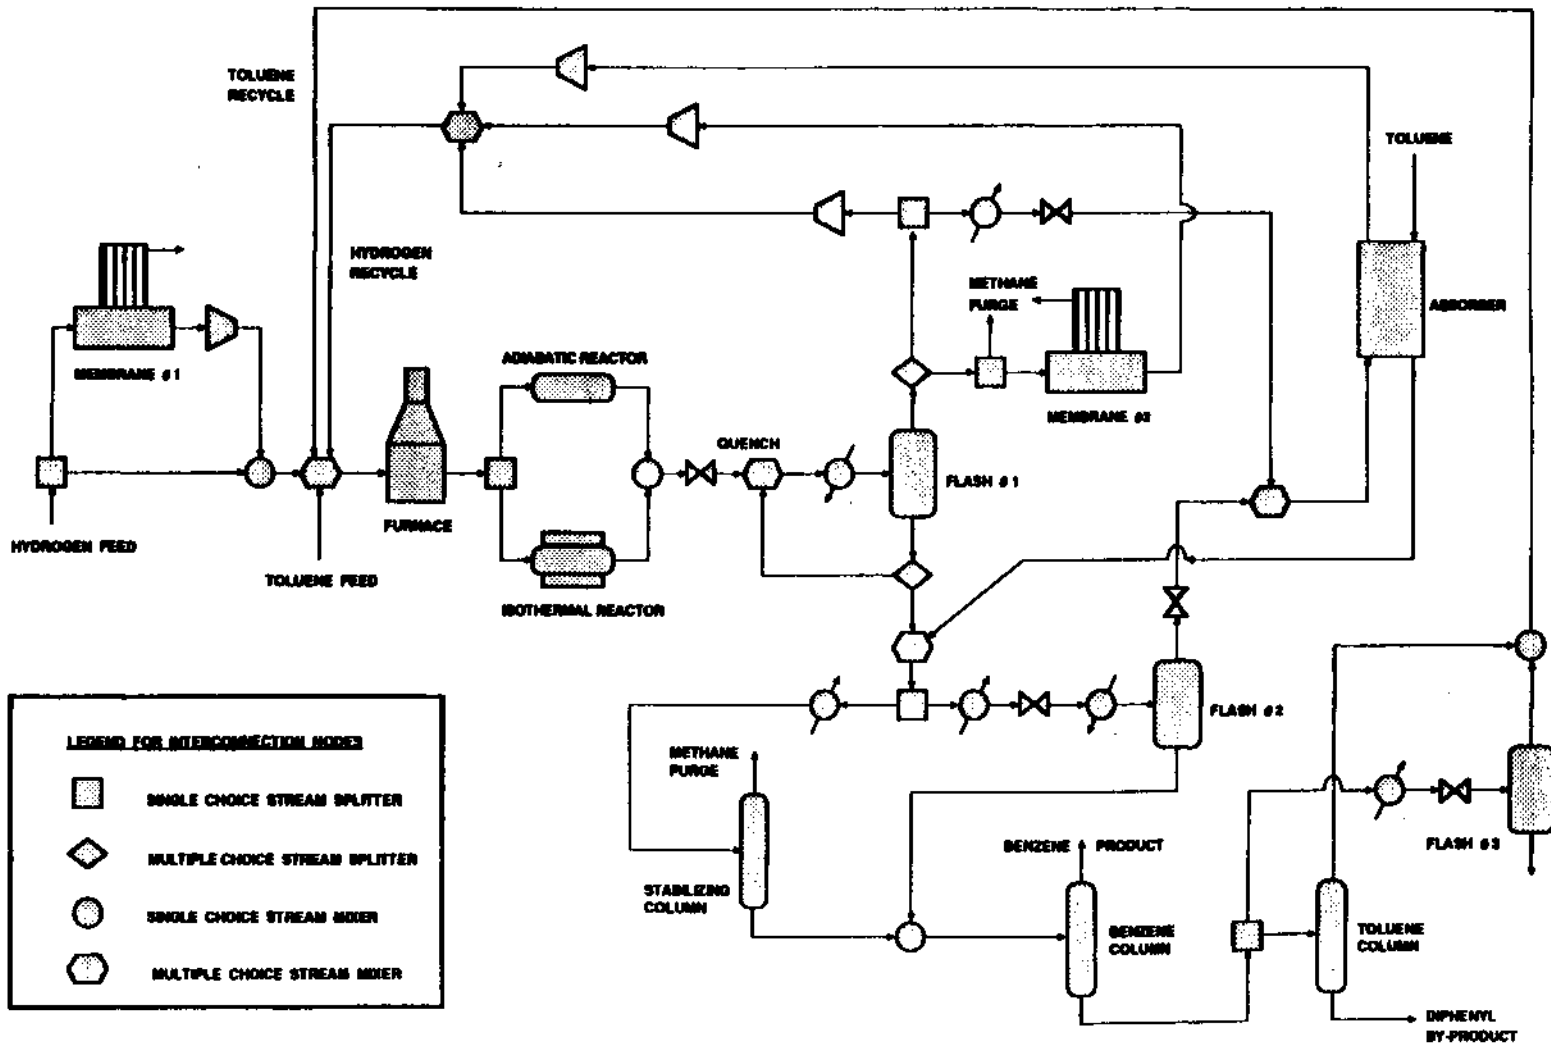 TOLUENE
RECYCLE
TOLUENE
HYDROGEN
RECYCLE
METHANE
PURGE
ABSORBER
MEMBRANE #1
ADIABATIC REACTOR
MEMBRANE #2
QUENCH
FLASH #1
FURNACE
HYDROGEN FEED
TOLUENE FEED
ISOTHERMAL REACTOR
FLASH #2
LEGEND FOR INTERCONNECTION NODES
SINGLE CHOICE STREAM SPLITTER
MULTIPLE CHOICE STREAM SPLITTER
SINGLE CHOICE STREAM MIXER
MULTIPLE CHOICE STREAM MIXER
METHANE
PURGE
FLASH #3
BENZENE PRODUCT
STABILIZING
COLUMN
BENZENE
COLUMN
TOLUENE
COLUMN
DIPHENYL
BY-PRODUCT